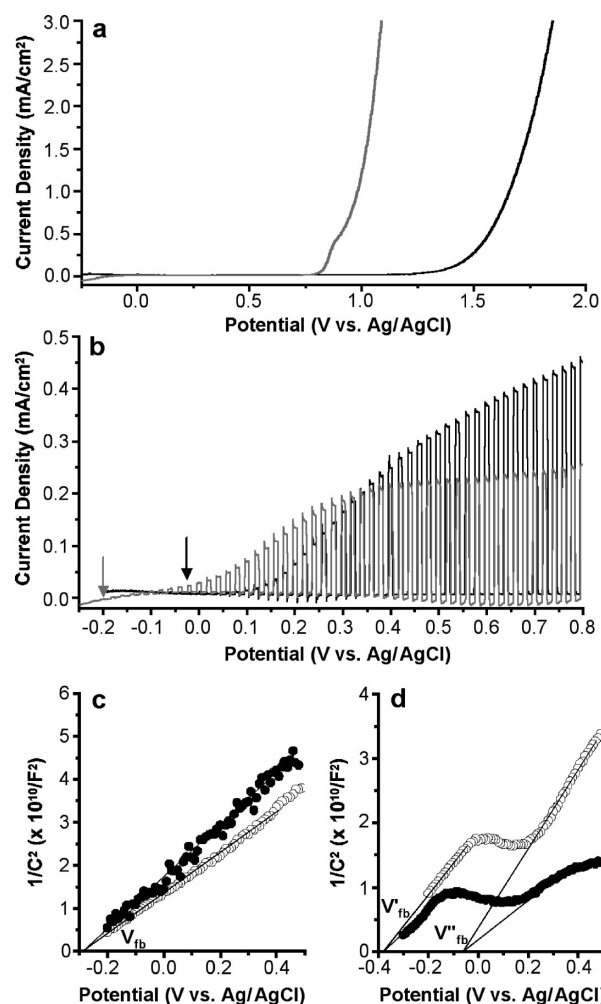 a
Current Density (mA/cm²)
3.0
2.5
2.0
1.5
1.0
0.5
0.0
0.0 0.5 1.0 1.5 2.0
Potential (V vs. Ag/AgCl)
b
Current Density (mA/cm²)
0.5
0.4
0.3
0.2
0.1
0.0
-0.2 -0.1 0.0 0.1 0.2 0.3 0.4 0.5 0.6 0.7 0.8
Potential (V vs. Ag/AgCl)
c
1/C² (x 10¹⁰/F²)
6
5
4
3
2
1
0
V_fb
-0.2 0.0 0.2 0.4
Potential (V vs. Ag/AgCl)
d
1/C² (x 10¹⁰/F²)
4
3
2
1
0
V'_fb
V''_fb
-0.4 -0.2 0.0 0.2 0.4
Potential (V vs. Ag/AgCl)